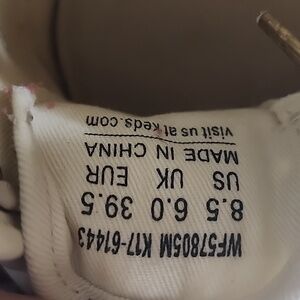 WF57805M K17-61443
8.5 6.0 39.5
US UK EUR
MADE IN CHINA
visit us at keds.com